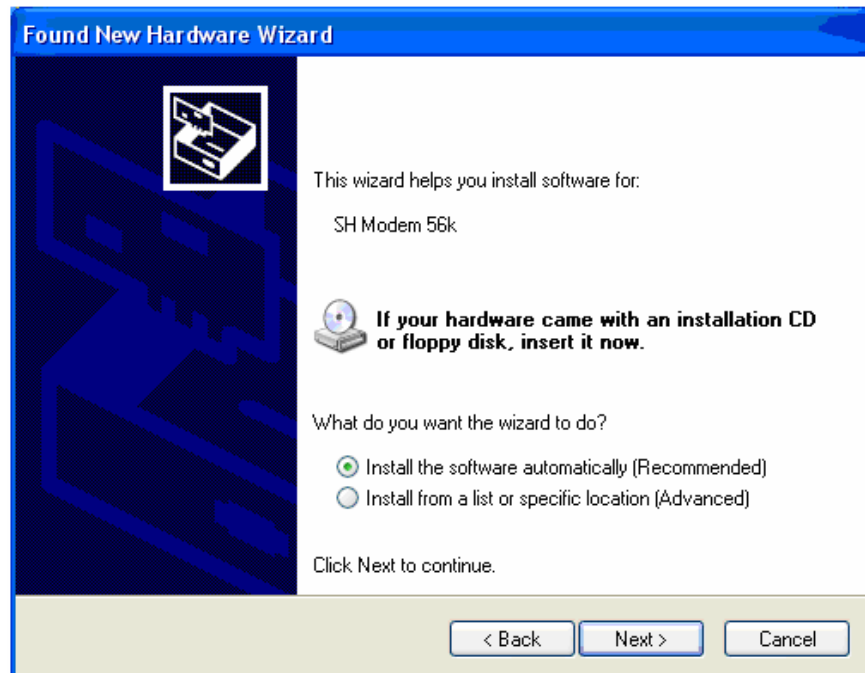 Found New Hardware Wizard
This wizard helps you install software for:
SH Modem 56k
If your hardware came with an installation CD
or floppy disk, insert it now.
What do you want the wizard to do?
Install the software automatically (Recommended)
Install from a list or specific location (Advanced)
Click Next to continue.
< Back Next > Cancel